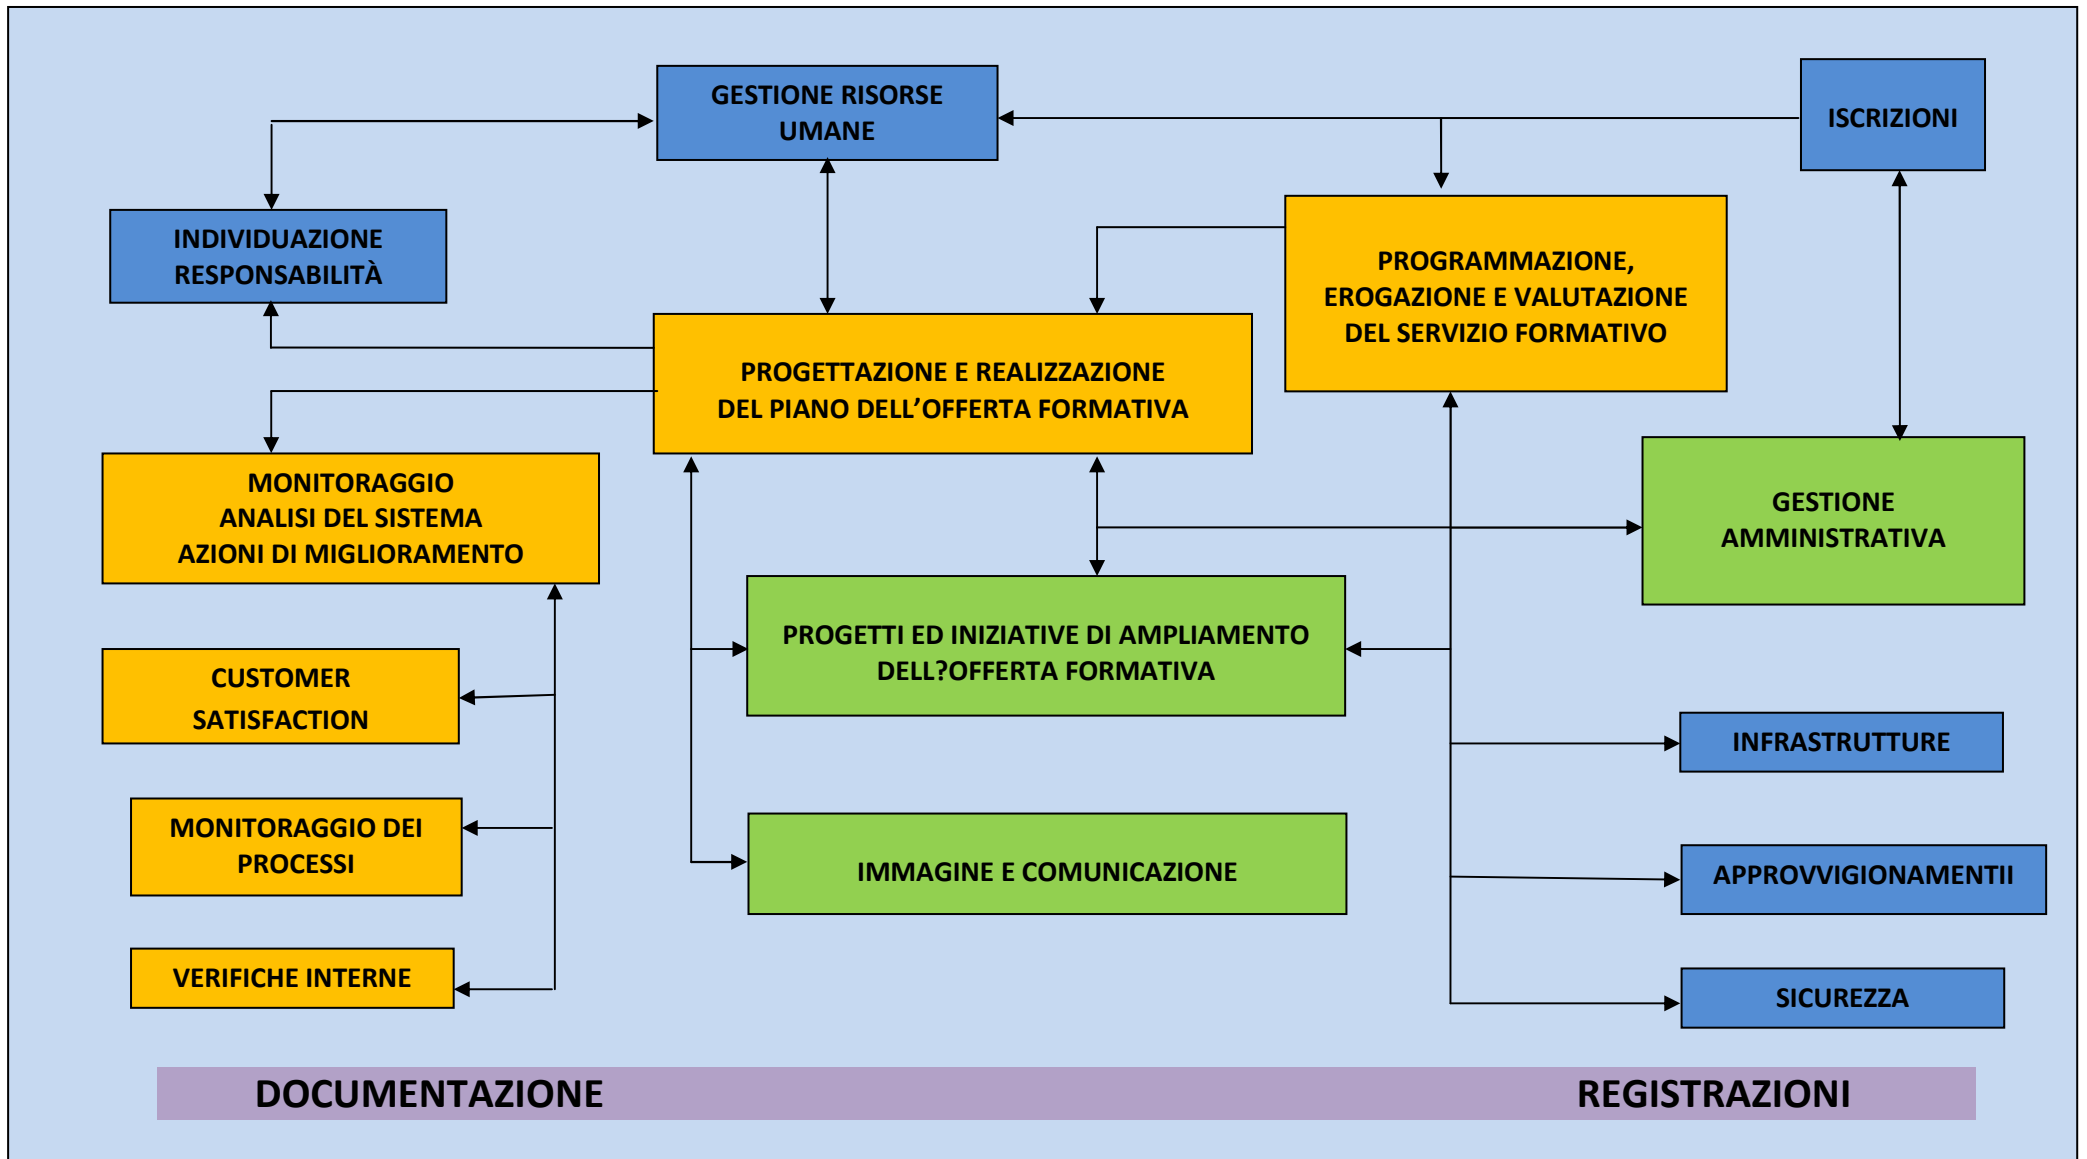 GESTIONE RISORSE
UMANE
ISCRIZIONI
INDIVIDUAZIONE
RESPONSABILITÀ
PROGRAMMAZIONE,
EROGAZIONE E VALUTAZIONE
DEL SERVIZIO FORMATIVO
PROGETTAZIONE E REALIZZAZIONE
DEL PIANO DELL’OFFERTA FORMATIVA
MONITORAGGIO
ANALISI DEL SISTEMA
AZIONI DI MIGLIORAMENTO
GESTIONE
AMMINISTRATIVA
PROGETTI ED INIZIATIVE DI AMPLIAMENTO
DELL?OFFERTA FORMATIVA
CUSTOMER
SATISFACTION
INFRASTRUTTURE
MONITORAGGIO DEI
PROCESSI
IMMAGINE E COMUNICAZIONE
APPROVVIGIONAMENTII
VERIFICHE INTERNE
SICUREZZA
DOCUMENTAZIONE
REGISTRAZIONI